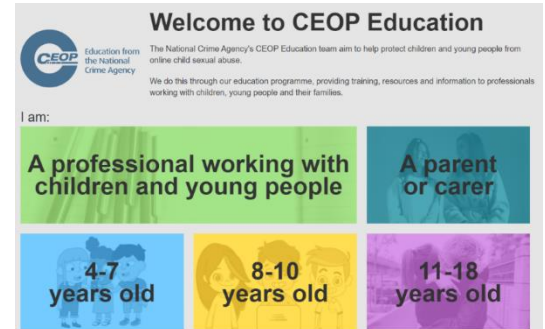 Welcome to CEOP Education
CEOP
Education from
the National
Crime Agency
The National Crime Agency's CEOP Education team aim to help protect children and young people from
online child sexual abuse.
We do this through our education programme, providing training, resources and information to professionals
working with children, young people and their families.
I am:
A professional working with
children and young people
A parent
or carer
4-7
years old
8-10
years old
11-18
years old